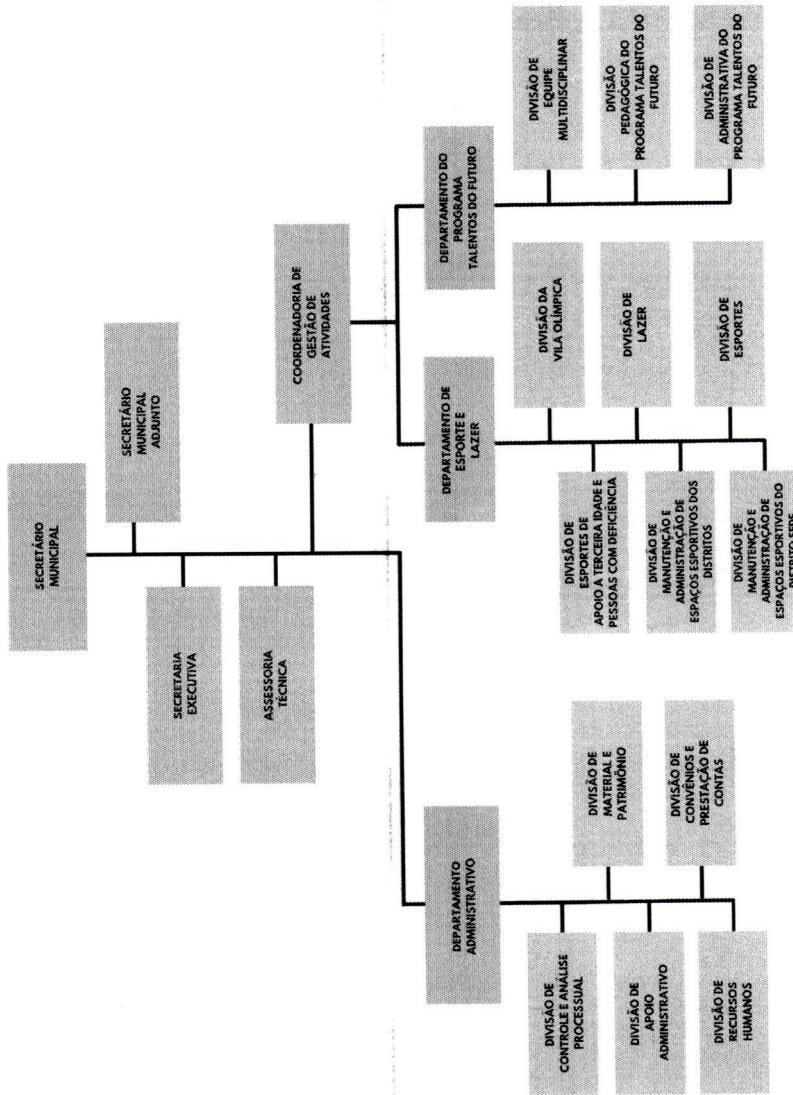 SECRETÁRIO
MUNICIPAL
SECRETÁRIO
MUNICIPAL
ADJUNTO
SECRETARIA
EXECUTIVA
ASSESSORIA
TÉCNICA
COORDENADORIA DE
GESTÃO DE
ATIVIDADES
DEPARTAMENTO
ADMINISTRATIVO
DIVISÃO DE
CONTROLE E ANÁLISE
PROCESSUAL
DIVISÃO DE
MATERIAL E
PATRIMÔNIO
DIVISÃO DE
APOIO
ADMINISTRATIVO
DIVISÃO DE
CONVÊNIOS E
PRESTAÇÃO DE
CONTAS
DIVISÃO DE
RECURSOS
HUMANOS
DEPARTAMENTO DE
ESPORTE E
LAZER
DIVISÃO DA
VILA OLÍMPICA
DIVISÃO DE
ESPORTES DE
APOIO A TERCEIRA IDADE E
PESSOAS COM DEFICIÊNCIA
DIVISÃO DE
LAZER
DIVISÃO DE
MANUTENÇÃO E
ADMINISTRAÇÃO DE
ESPAÇOS ESPORTIVOS DOS
DISTRITOS
DIVISÃO DE
ESPORTES
DIVISÃO DE
MANUTENÇÃO E
ADMINISTRAÇÃO DE
ESPAÇOS ESPORTIVOS DO
DISTRITO SEDE
DEPARTAMENTO DO
PROGRAMA
TALENTOS DO FUTURO
DIVISÃO DE
EQUIPE
MULTIDISCIPLINAR
DIVISÃO
PEDAGÓGICA DO
PROGRAMA TALENTOS DO
FUTURO
DIVISÃO DE
ADMINISTRATIVA DO
PROGRAMA TALENTOS DO
FUTURO